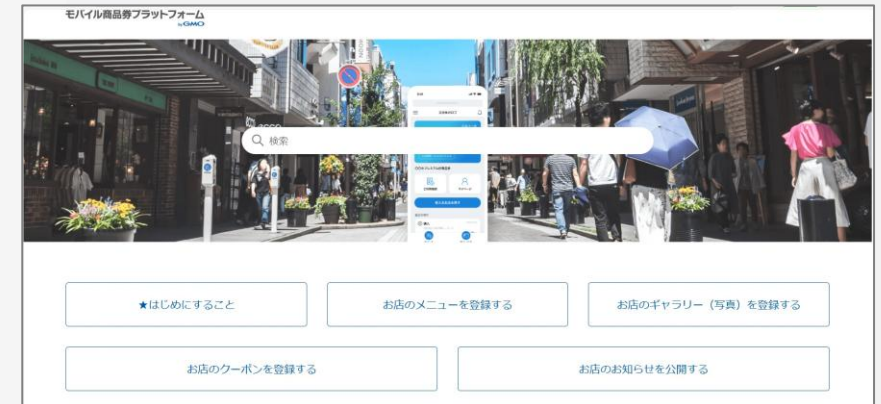 モバイル商品券プラットフォーム
by GMO
検索
★はじめにすること
お店のメニューを登録する
お店のギャラリー（写真）を登録する
お店のクーポンを登録する
お店のお知らせを公開する